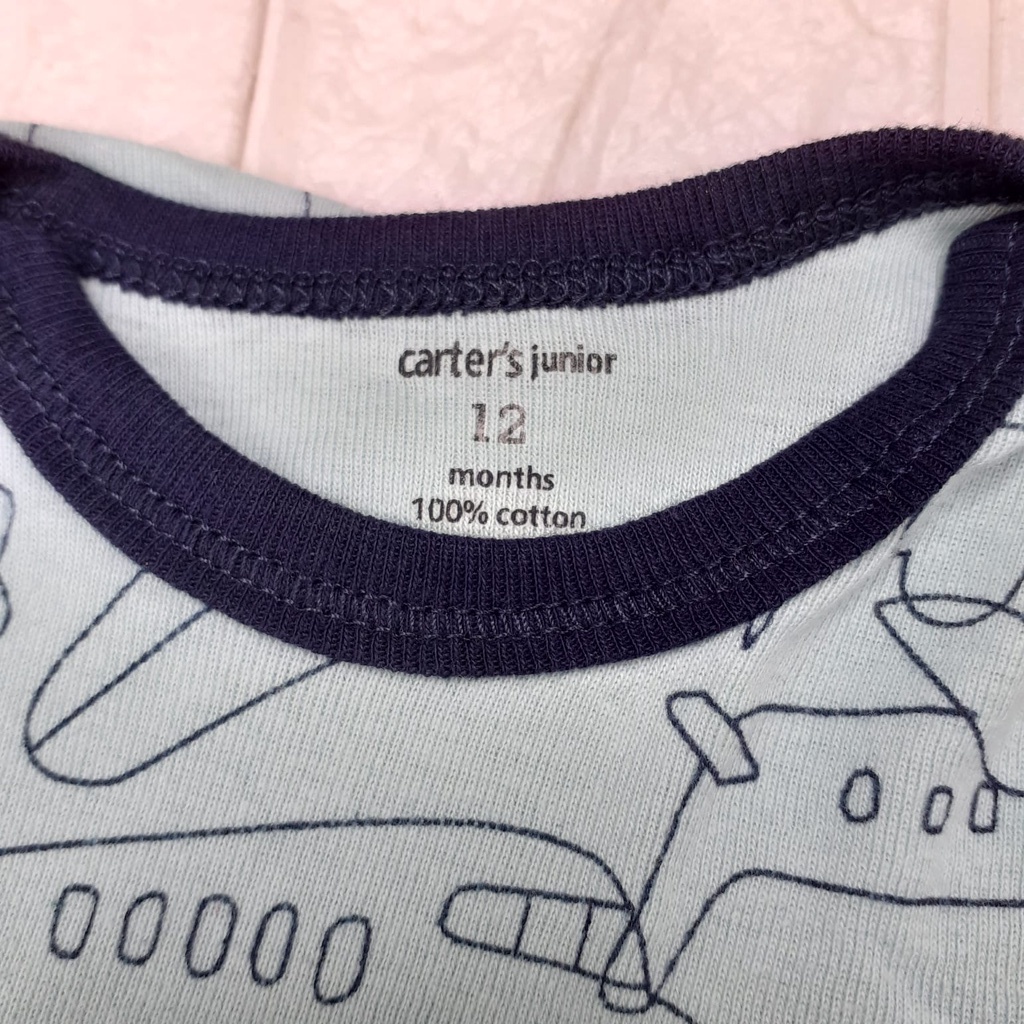 carter's junior
12
months
100% cotton